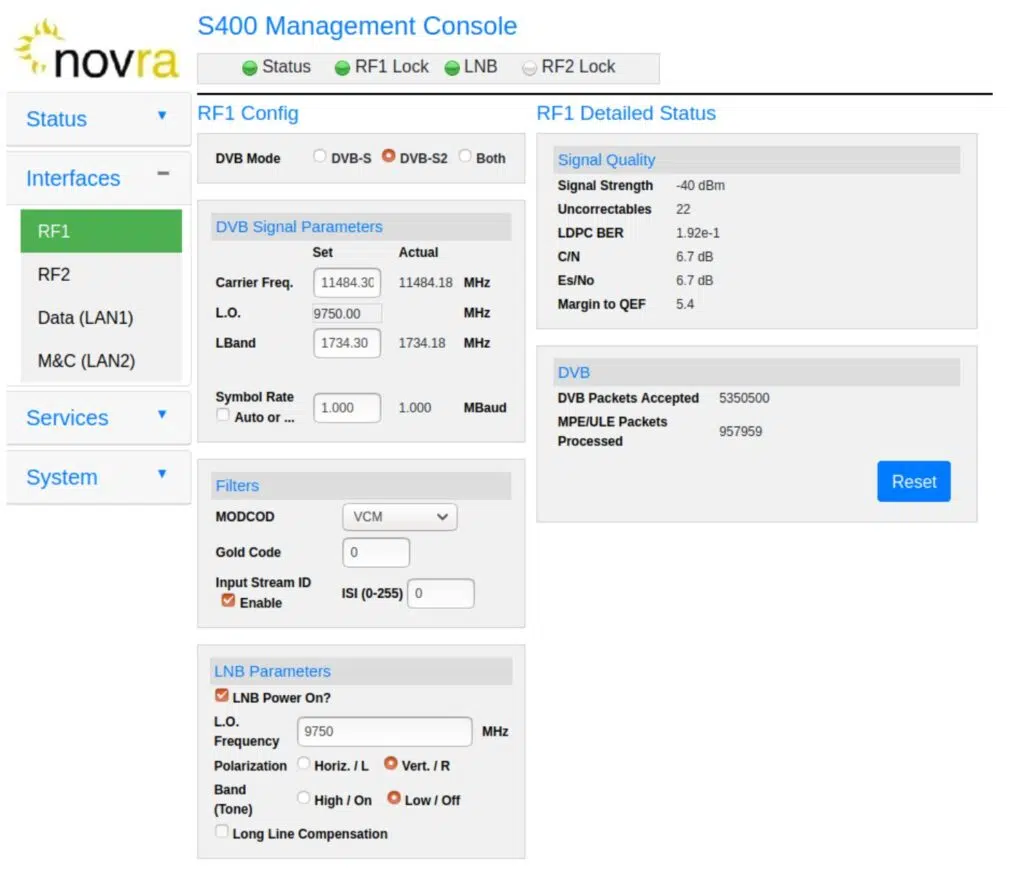 novra
S400 Management Console
Status RF1 Lock LNB RF2 Lock
Status
Interfaces
RF1
RF2
Data (LAN1)
M&C (LAN2)
Services
System
RF1 Config
DVB Mode DVB-S DVB-S2 Both
DVB Signal Parameters
Set Actual
Carrier Freq. 11484.30 11484.18 MHz
L.O. 9750.00 MHz
LBand 1734.30 1734.18 MHz
Symbol Rate
Auto or ... 1.000 1.000 MBaud
Filters
MODCOD VCM
Gold Code 0
Input Stream ID
Enable ISI (0-255) 0
LNB Parameters
LNB Power On?
L.O.
Frequency 9750 MHz
Polarization Horiz. / L Vert. / R
Band
(Tone) High / On Low / Off
Long Line Compensation
RF1 Detailed Status
Signal Quality
Signal Strength -40 dBm
Uncorrectables 22
LDPC BER 1.92e-1
C/N 6.7 dB
Es/No 6.7 dB
Margin to QEF 5.4
DVB
DVB Packets Accepted 5350500
MPE/ULE Packets
Processed 957959
Reset